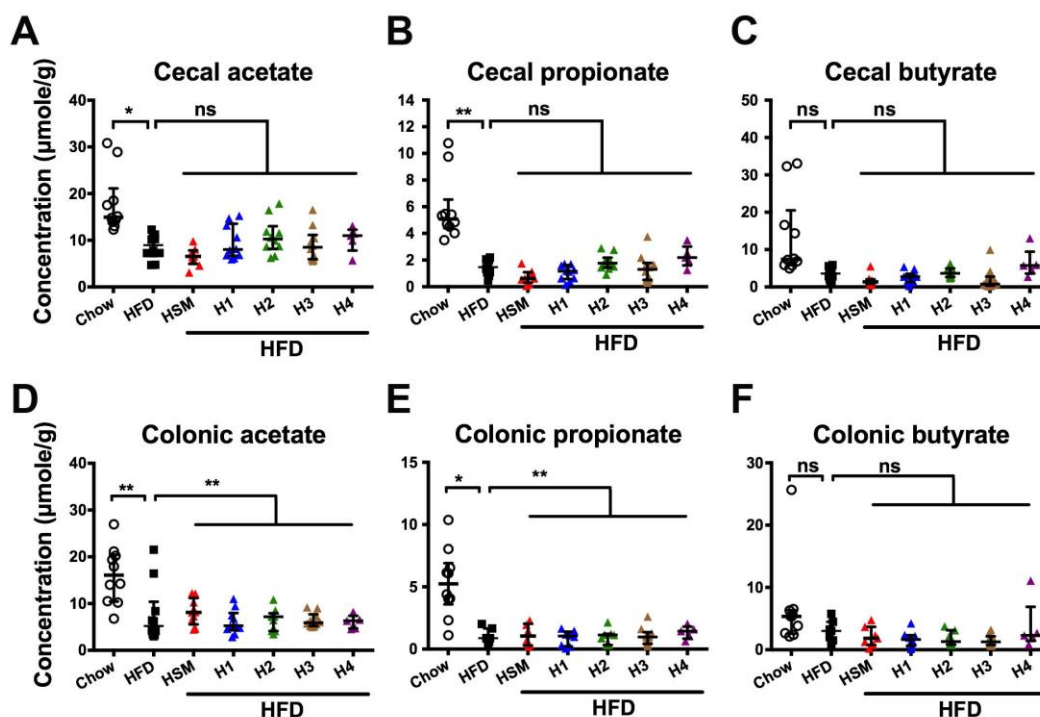 A
Cecal acetate
Concentration (µmole/g)
40
30
20
10
0
*
ns
Chow
HFD
HSM
H1
H2
H3
H4
HFD
B
Cecal propionate
14
12
10
8
6
4
2
0
**
ns
Chow
HFD
HSM
H1
H2
H3
H4
HFD
C
Cecal butyrate
50
40
30
20
10
0
ns
ns
Chow
HFD
HSM
H1
H2
H3
H4
HFD
D
Colonic acetate
Concentration (µmole/g)
40
30
20
10
0
**
**
Chow
HFD
HSM
H1
H2
H3
H4
HFD
E
Colonic propionate
15
10
5
0
*
**
Chow
HFD
HSM
H1
H2
H3
H4
HFD
F
Colonic butyrate
30
20
10
0
ns
ns
Chow
HFD
HSM
H1
H2
H3
H4
HFD